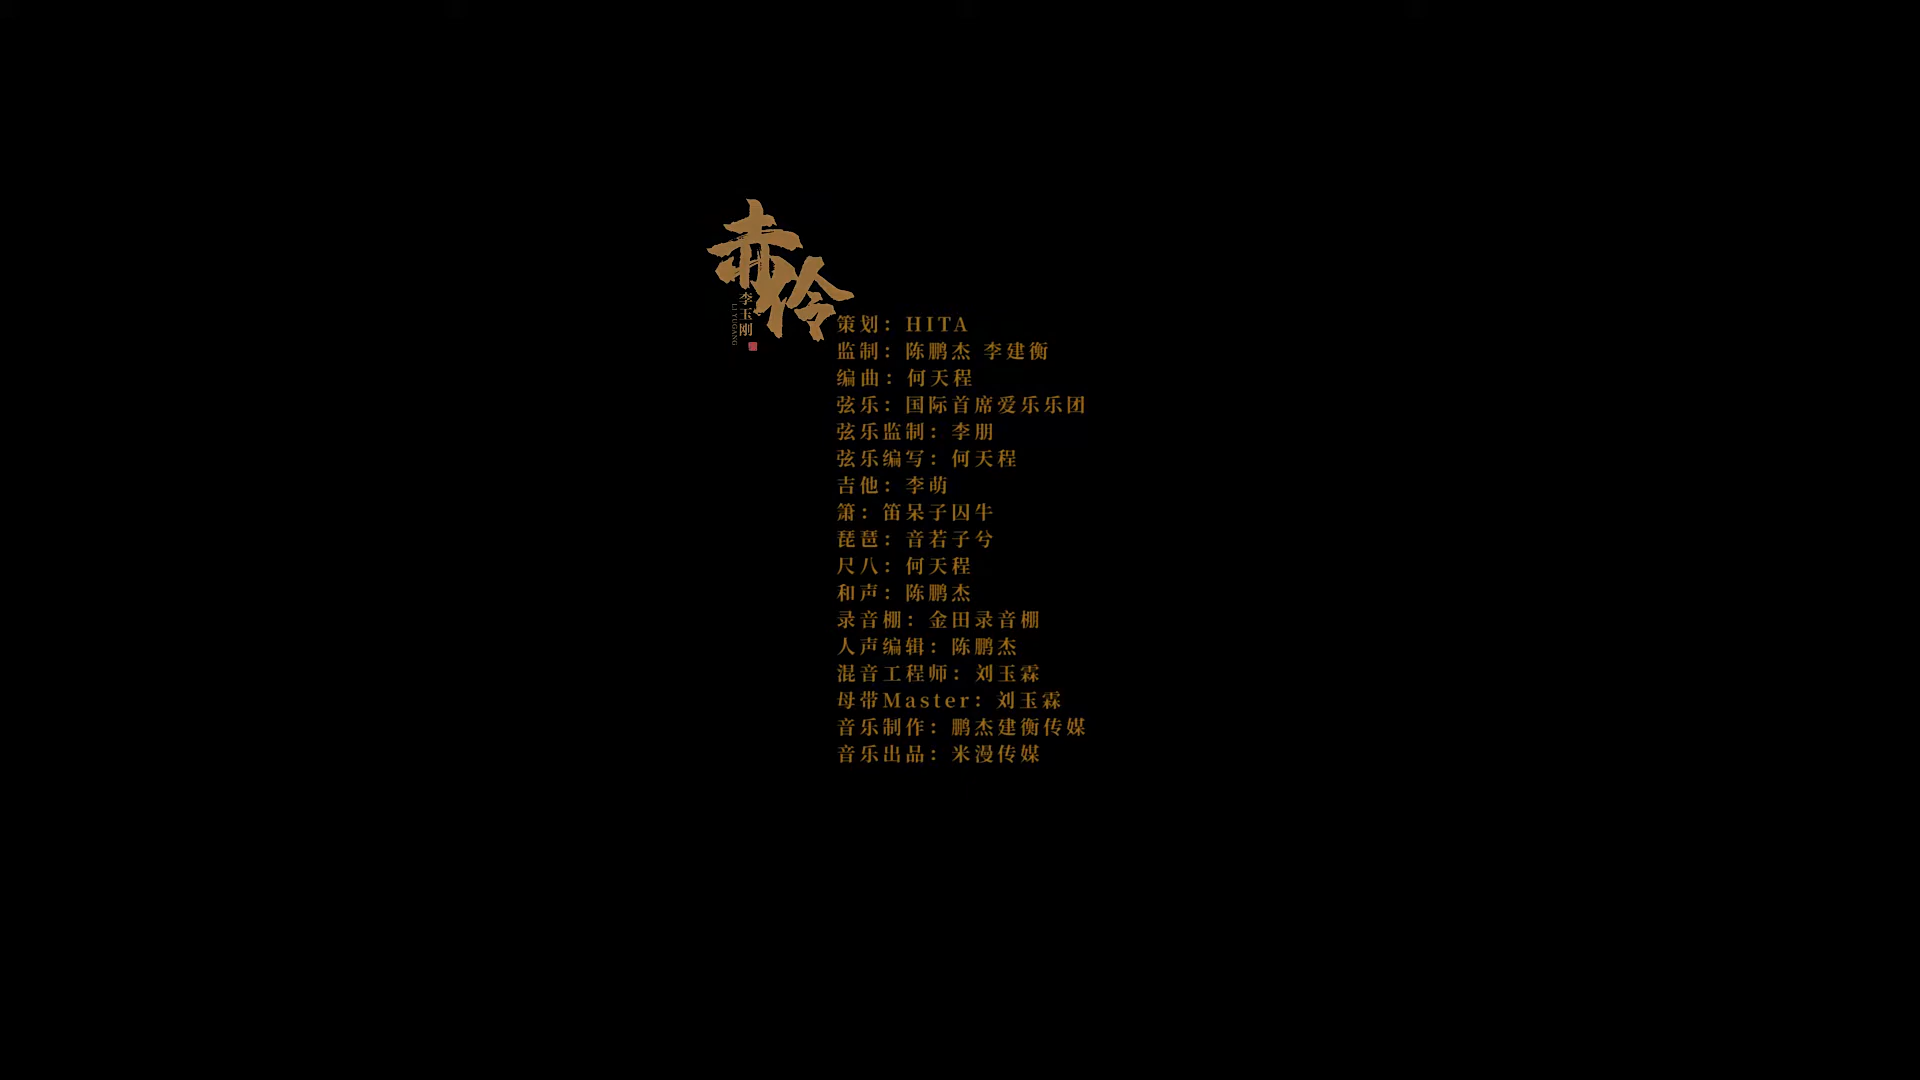 赤伶
李玉刚
LI YUGANG
策划：HITA
监制：陈鹏杰 李建衡
编曲：何天程
弦乐：国际首席爱乐乐团
弦乐监制：李朋
弦乐编写：何天程
吉他：李萌
箫：笛呆子囚牛
琵琶：音若子兮
尺八：何天程
和声：陈鹏杰
录音棚：金田录音棚
人声编辑：陈鹏杰
混音工程师：刘玉霖
母带Master：刘玉霖
音乐制作：鹏杰建衡传媒
音乐出品：米漫传媒